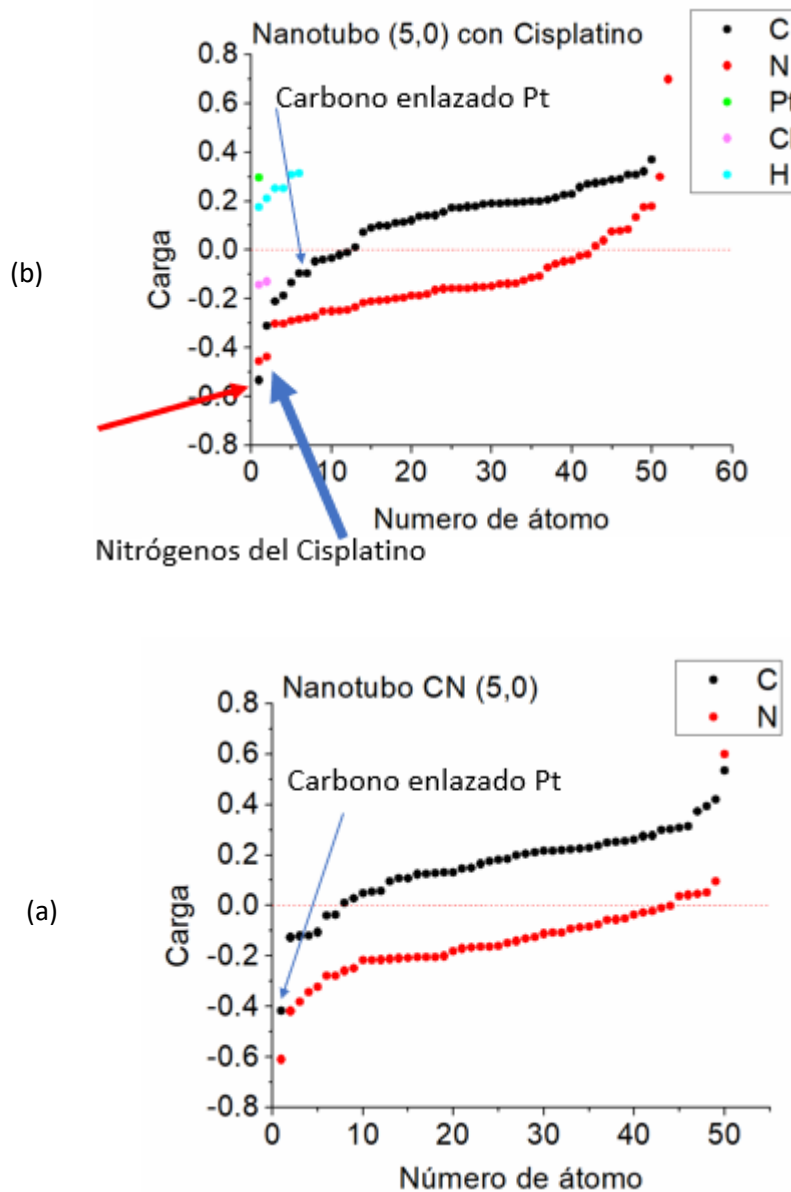 Nanotubo (5,0) con Cisplatino
C
N
Carbono enlazado Pt
H
0.8
0.6
0.4
0.2
0.0
-0.2
-0.4
-0.8
Carga
(b)
0 10 20 30 40 50 60
Numero de átomo
Nitrógenos del Cisplatino
Nanotubo CN (5,0)
C
N
Carbono enlazado Pt
0.8
0.6
0.4
0.2
0.0
-0.2
-0.4
-0.6
-0.8
Carga
(a)
0 10 20 30 40 50
Número de átomo